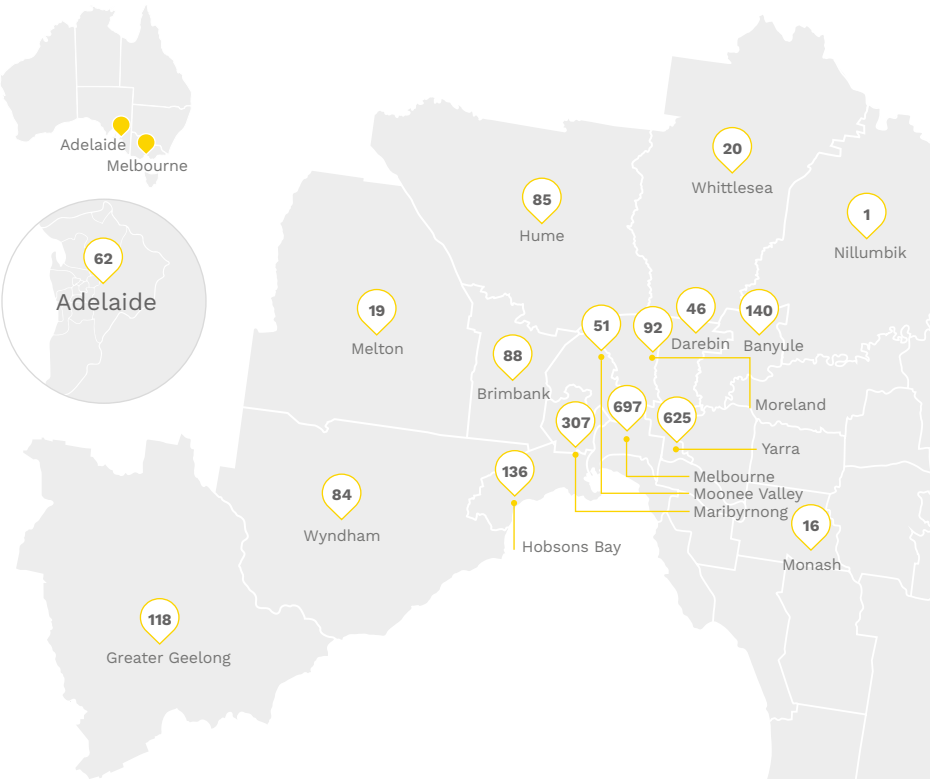 Adelaide
Melbourne
62
Adelaide
20
Whittlesea
85
Hume
1
Nillumbik
19
Melton
51
92
46
Darebin
140
Banyule
88
Brimbank
307
697
625
Moreland
Yarra
136
Melbourne
Moonee Valley
Maribyrnong
84
Wyndham
Hobsons Bay
16
Monash
118
Greater Geelong